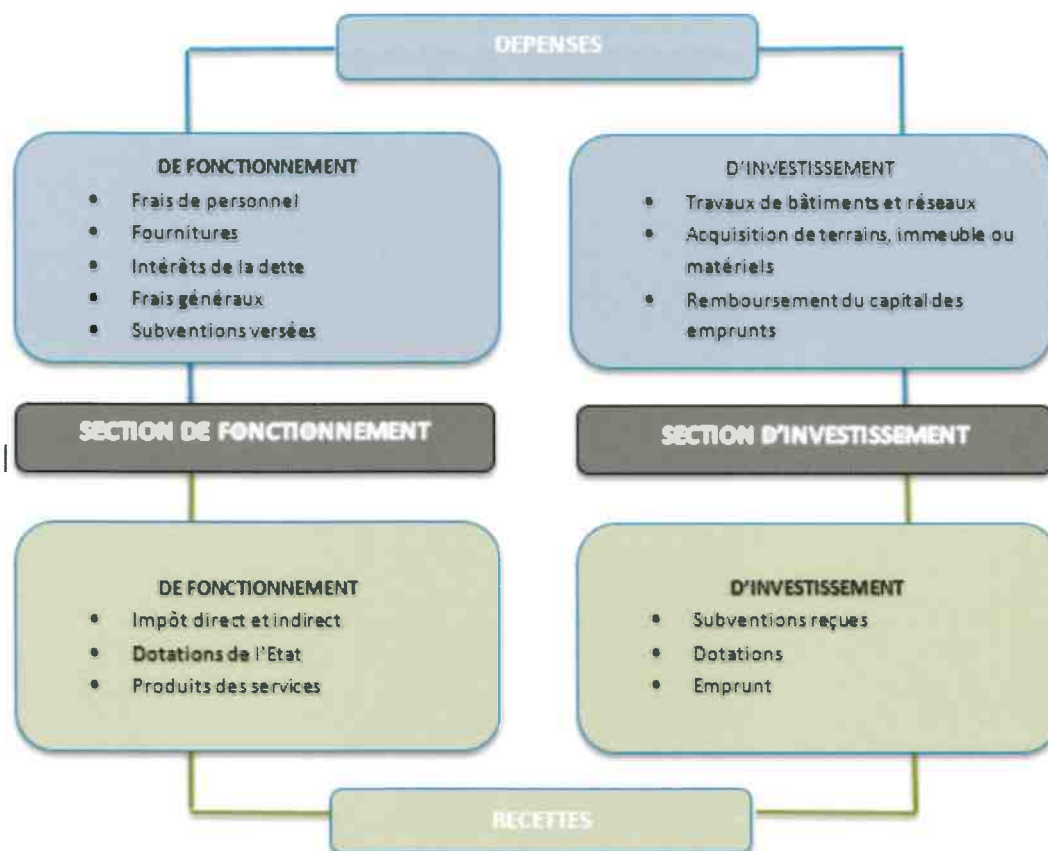 DEPENSES
DE FONCTIONNEMENT
• Frais de personnel
• Fournitures
• Intérêts de la dette
• Frais généraux
• Subventions versées
D'INVESTISSEMENT
• Travaux de bâtiments et réseaux
• Acquisition de terrains, immeuble ou
matériels
• Remboursement du capital des
emprunts
SECTION DE FONCTIONNEMENT
SECTION D'INVESTISSEMENT
DE FONCTIONNEMENT
• Impôt direct et indirect
• Dotations de l'Etat
• Produits des services
D'INVESTISSEMENT
• Subventions reçues
• Dotations
• Emprunt
RECETTES